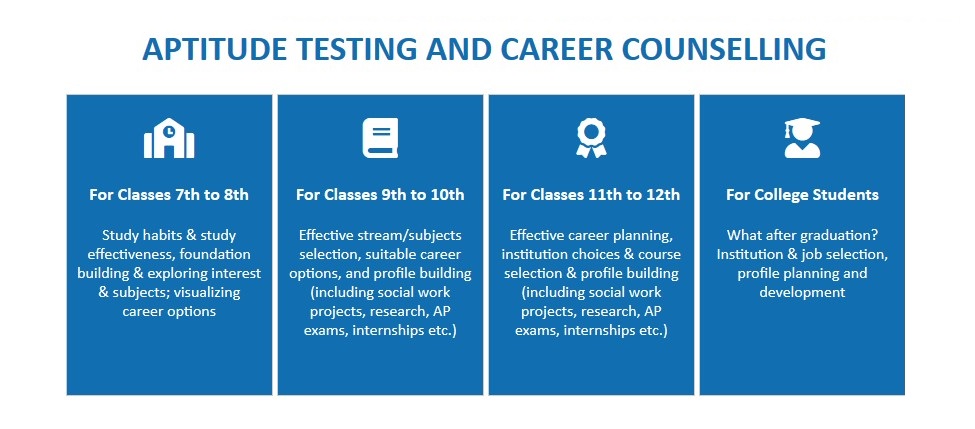 APTITUDE TESTING AND CAREER COUNSELLING
For Classes 7th to 8th
Study habits & study
effectiveness, foundation
building & exploring interest
& subjects; visualizing
career options
For Classes 9th to 10th
Effective stream/subjects
selection, suitable career
options, and profile building
(including social work
projects, research, AP
exams, internships etc.)
For Classes 11th to 12th
Effective career planning,
institution choices & course
selection & profile building
(including social work
projects, research, AP
exams, internships etc.)
For College Students
What after graduation?
Institution & job selection,
profile planning and
development